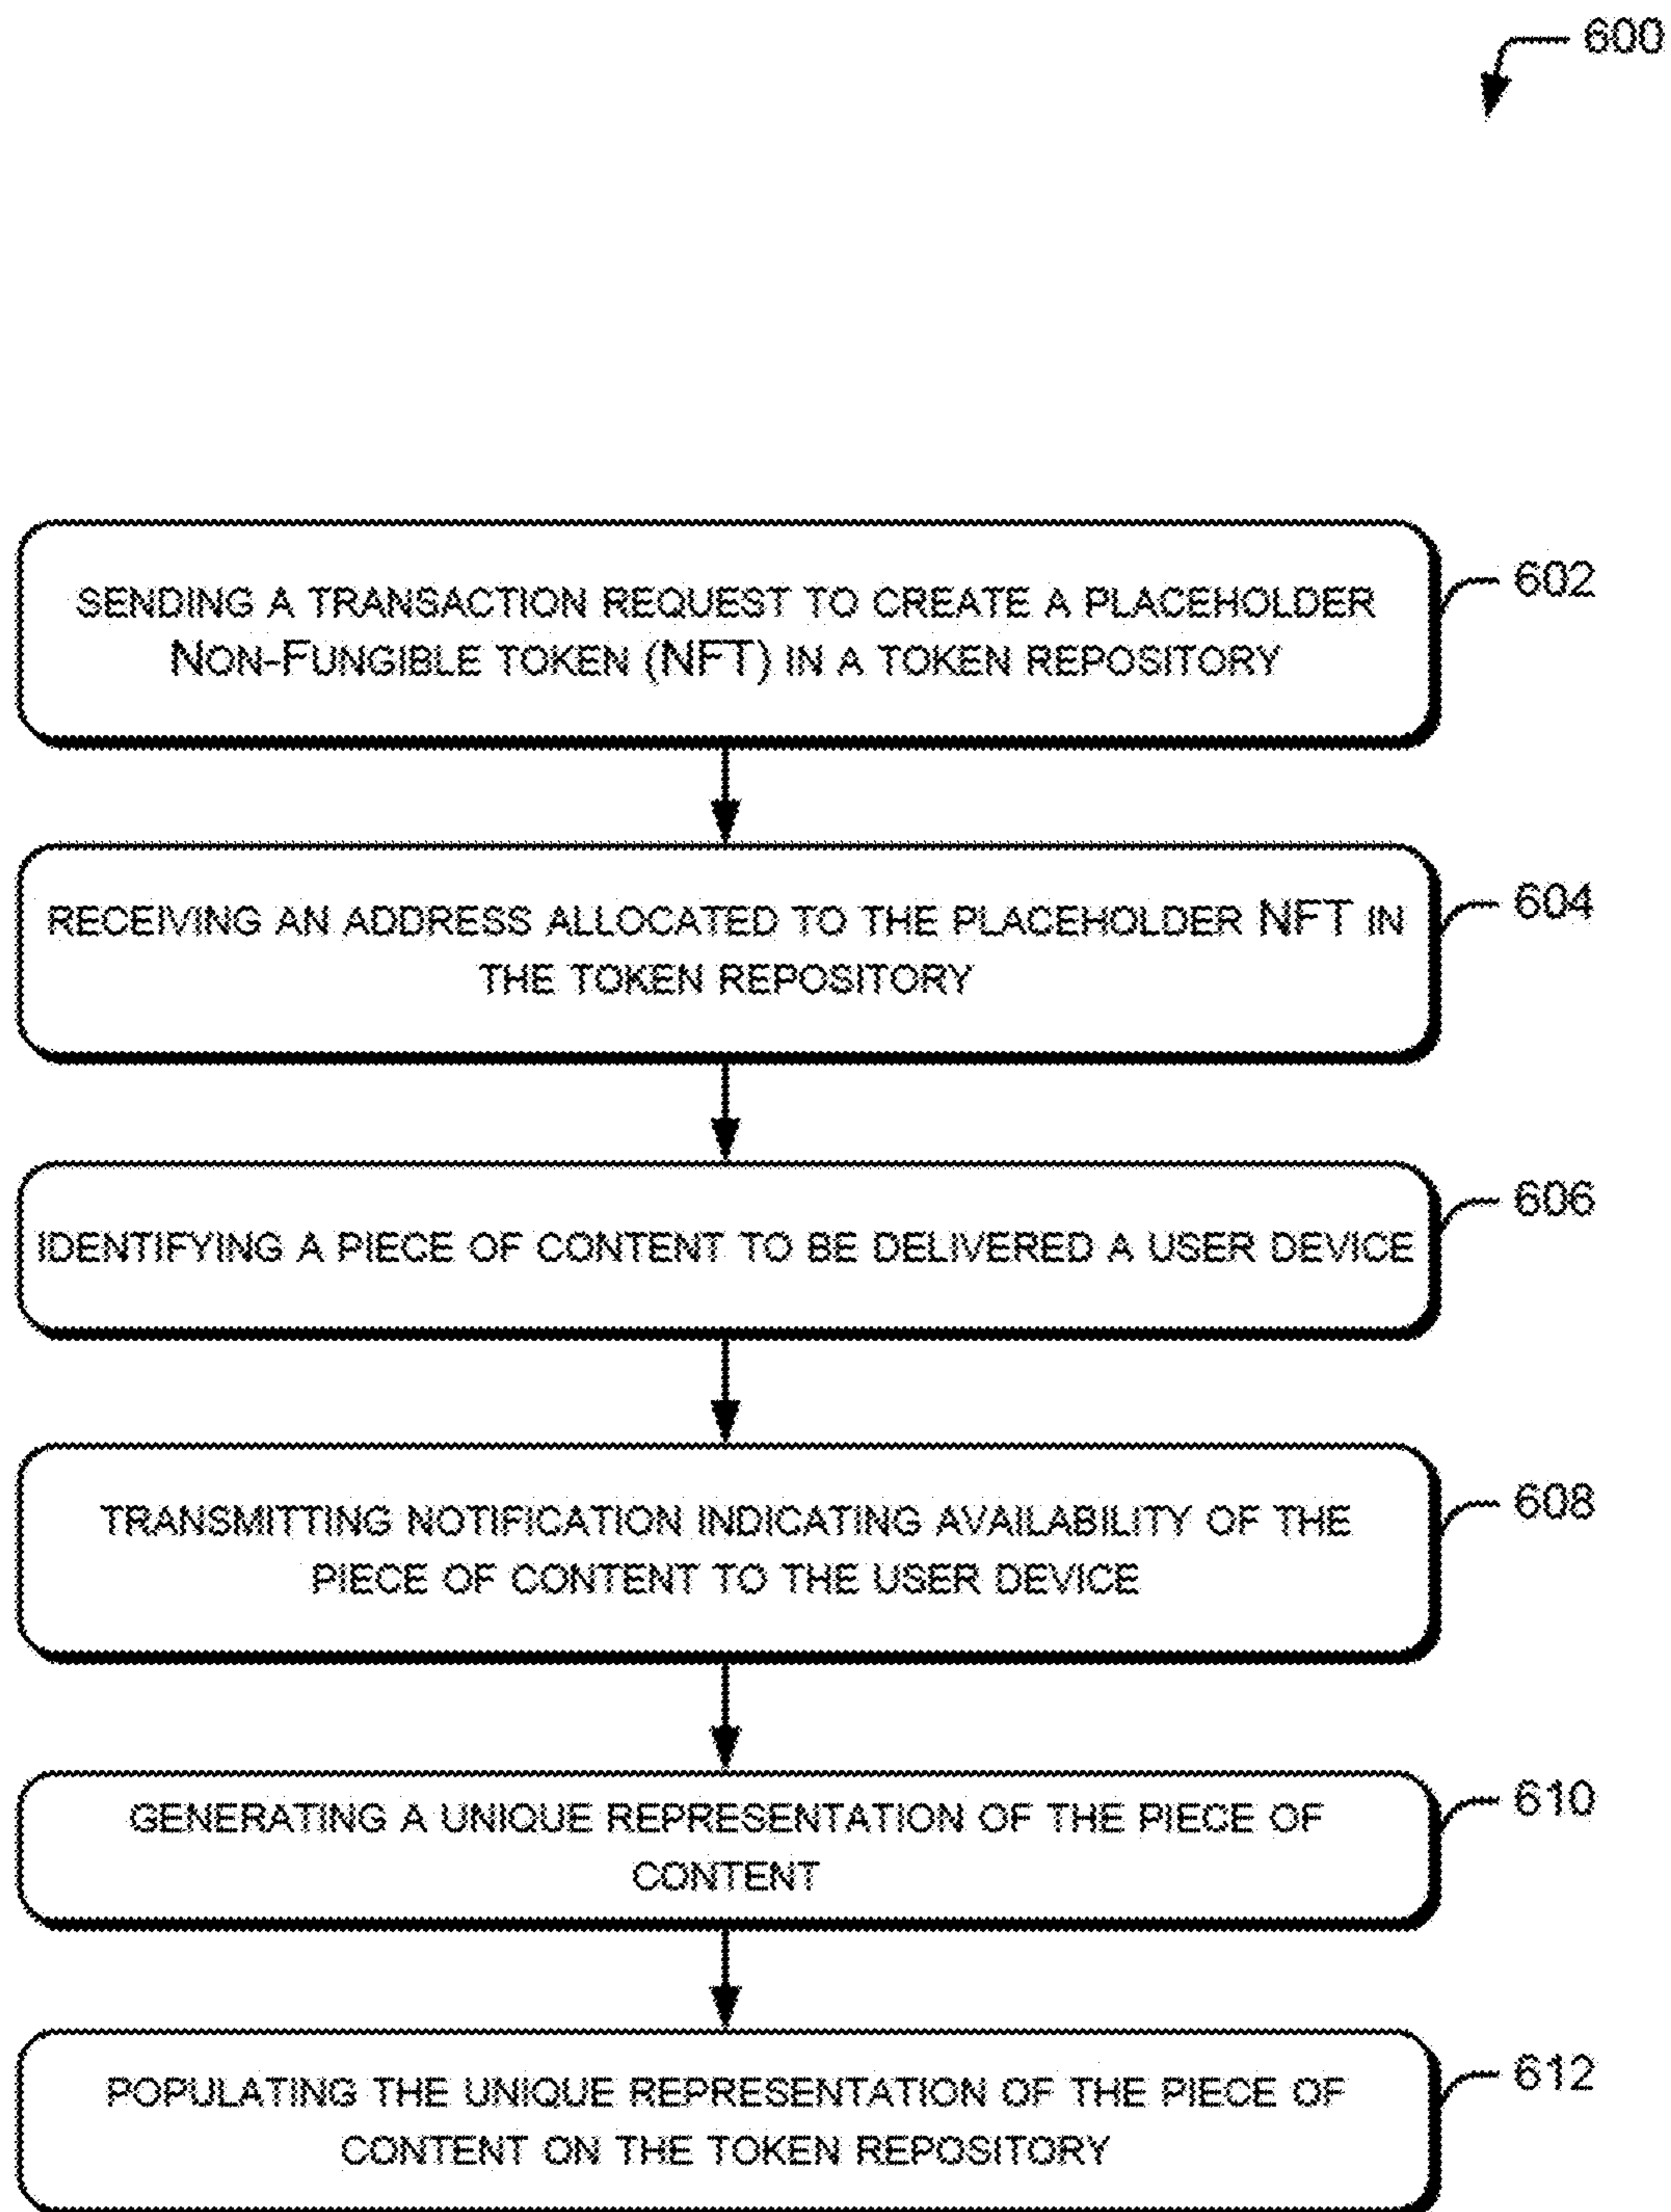 600
SENDING A TRANSACTION REQUEST TO CREATE A PLACEHOLDER
NON-FUNGIBLE TOKEN (NFT) IN A TOKEN REPOSITORY
602
RECEIVING AN ADDRESS ALLOCATED TO THE PLACEHOLDER NFT IN
THE TOKEN REPOSITORY
604
IDENTIFYING A PIECE OF CONTENT TO BE DELIVERED A USER DEVICE
606
TRANSMITTING NOTIFICATION INDICATING AVAILABILITY OF THE
PIECE OF CONTENT TO THE USER DEVICE
608
GENERATING A UNIQUE REPRESENTATION OF THE PIECE OF
CONTENT
610
POPULATING THE UNIQUE REPRESENTATION OF THE PIECE OF
CONTENT ON THE TOKEN REPOSITORY
612